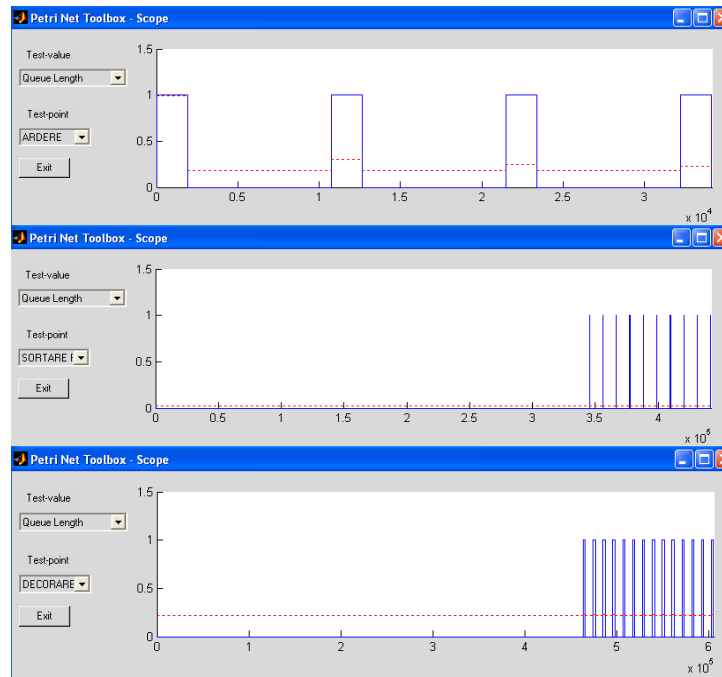 Petri Net Toolbox - Scope
Test-value
Queue Length
Test-point
ARDERE
Exit
1.5
1
0.5
0
0 0.5 1 1.5 2 2.5 3
x 10^4
Petri Net Toolbox - Scope
Test-value
Queue Length
Test-point
SORTARE
Exit
1.5
1
0.5
0
0 0.5 1 1.5 2 2.5 3 3.5 4
x 10^5
Petri Net Toolbox - Scope
Test-value
Queue Length
Test-point
DECORARE
Exit
1.5
1
0.5
0
0 1 2 3 4 5 6
x 10^5